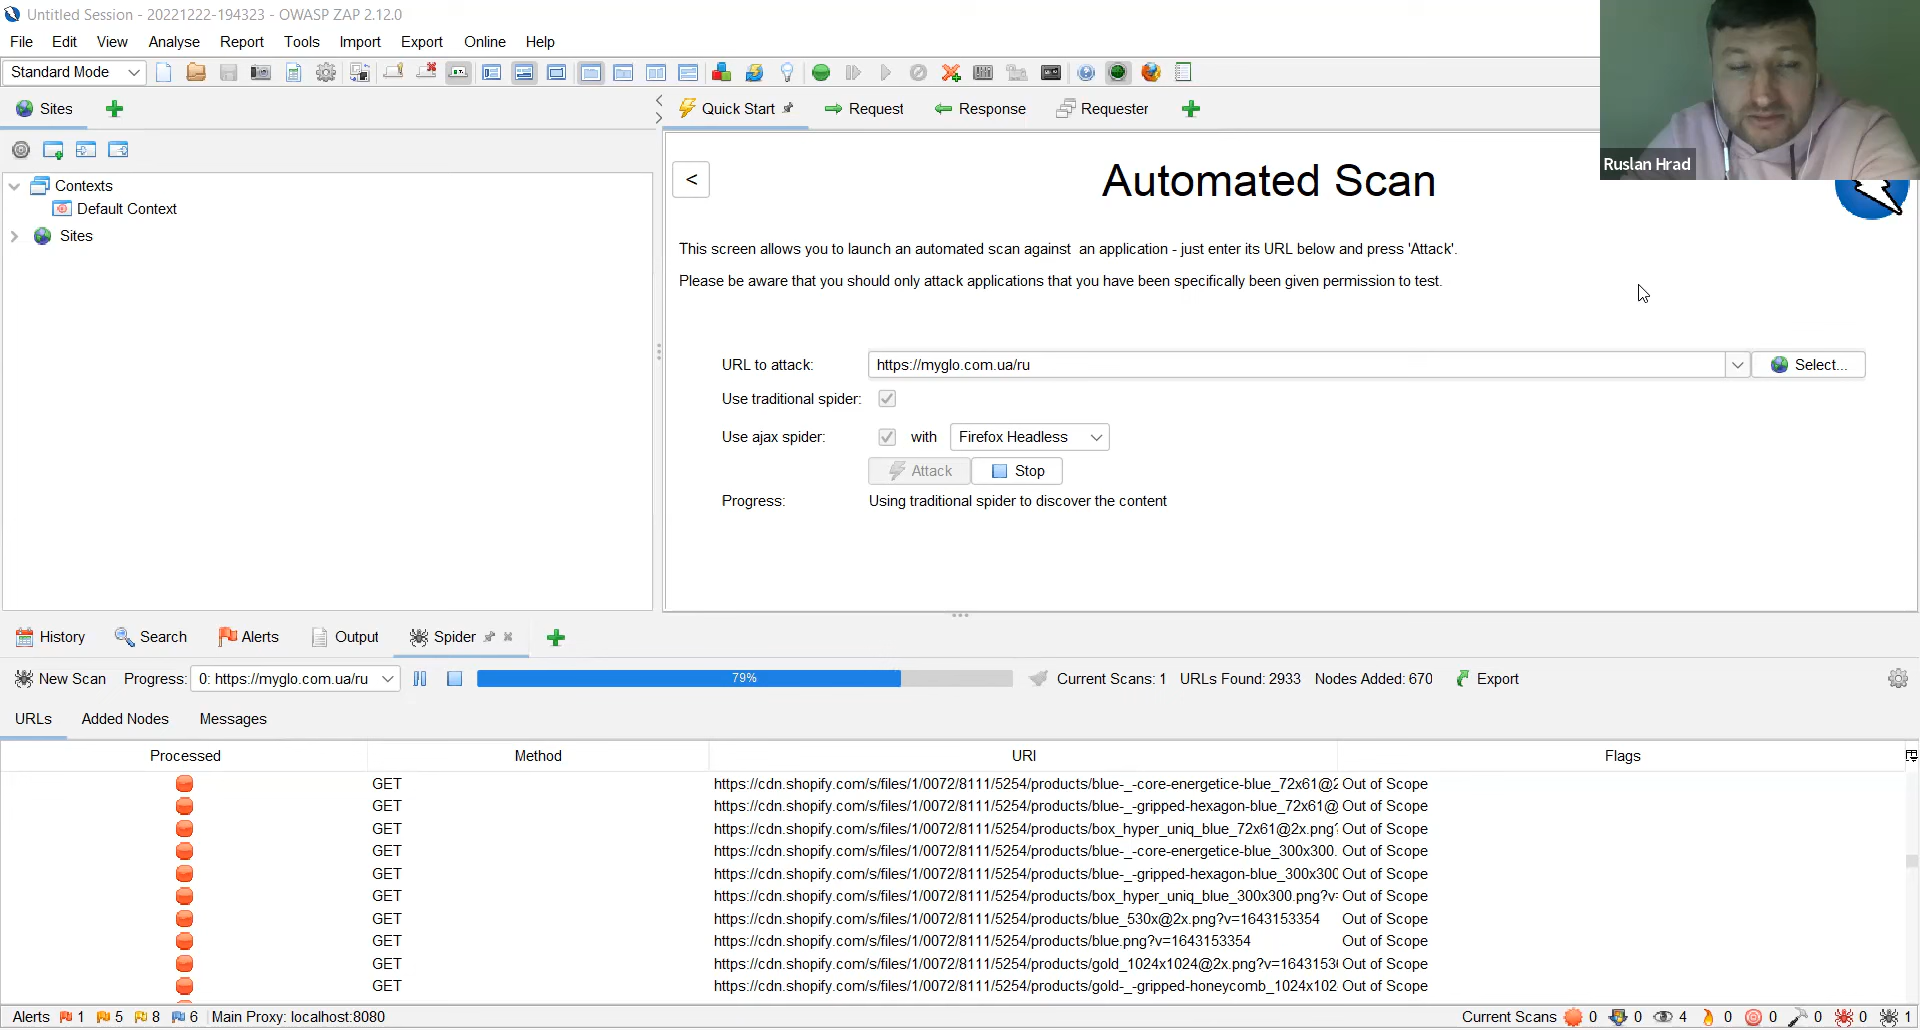 Untitled Session - 20221222-194323 - OWASP ZAP 2.12.0
File Edit View Analyse Report Tools Import Export Online Help
Standard Mode
Sites
Quick Start Request Response Requester
Ruslan Hrad
<
Automated Scan
Contexts
Default Context
Sites
This screen allows you to launch an automated scan against an application - just enter its URL below and press 'Attack'.
Please be aware that you should only attack applications that you have been specifically been given permission to test.
URL to attack: https://myglo.com.ua/ru Select...
Use traditional spider:
Use ajax spider: with Firefox Headless
Attack Stop
Progress: Using traditional spider to discover the content
History Search Alerts Output Spider
New Scan Progress: 0: https://myglo.com.ua/ru 79% Current Scans: 1 URLs Found: 2933 Nodes Added: 670 Export
URLs Added Nodes Messages
Processed Method URI Flags
GET https://cdn.shopify.com/s/files/1/0072/8111/5254/products/blue-_-core-energetice-blue_72x61@2 Out of Scope
GET https://cdn.shopify.com/s/files/1/0072/8111/5254/products/blue-_-gripped-hexagon-blue_72x61@ Out of Scope
GET https://cdn.shopify.com/s/files/1/0072/8111/5254/products/box_hyper_uniq_blue_72x61@2x.png? Out of Scope
GET https://cdn.shopify.com/s/files/1/0072/8111/5254/products/blue-_-core-energetice-blue_300x300. Out of Scope
GET https://cdn.shopify.com/s/files/1/0072/8111/5254/products/blue-_-gripped-hexagon-blue_300x300 Out of Scope
GET https://cdn.shopify.com/s/files/1/0072/8111/5254/products/box_hyper_uniq_blue_300x300.png?v= Out of Scope
GET https://cdn.shopify.com/s/files/1/0072/8111/5254/products/blue_530x@2x.png?v=1643153354 Out of Scope
GET https://cdn.shopify.com/s/files/1/0072/8111/5254/products/blue.png?v=1643153354 Out of Scope
GET https://cdn.shopify.com/s/files/1/0072/8111/5254/products/gold_1024x1024@2x.png?v=16431536 Out of Scope
GET https://cdn.shopify.com/s/files/1/0072/8111/5254/products/gold-_-gripped-honeycomb_1024x102 Out of Scope
Alerts 1 5 8 6 Main Proxy: localhost:8080 Current Scans 0 0 4 0 0 0 0 1